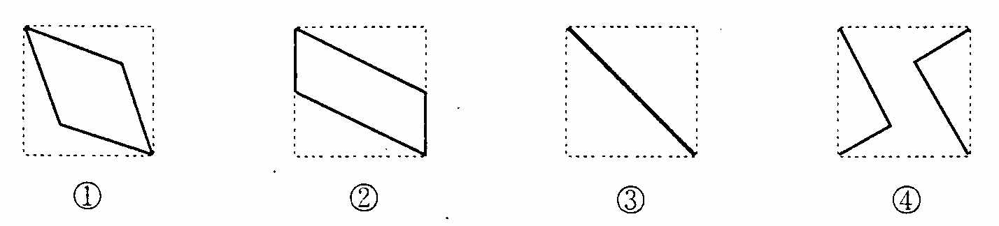 ① ② ③ ④